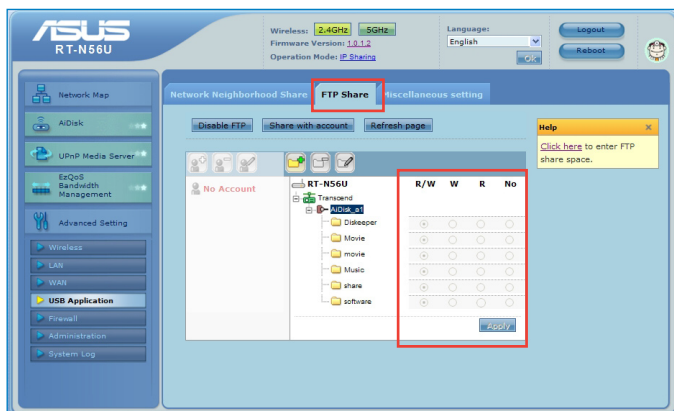 ASUS
RT-N56U
Wireless: 2.4GHz 5GHz
Firmware Version: 1.0.1.2
Operation Mode: IP Sharing
Language:
English
OK
Logout
Reboot
Network Map
AiDisk
UPnP Media Server
EzQoS
Bandwidth
Management
Advanced Setting
Wireless
LAN
WAN
USB Application
Firewall
Administration
System Log
Network Neighborhood Share FTP Share Miscellaneous setting
Disable FTP Share with account Refresh page
No Account
RT-N56U R/W W R No
Transcend
AiDisk_a1
Diskeeper
Movie
movie
Music
share
software
Apply
Help X
Click here to enter FTP
share space.